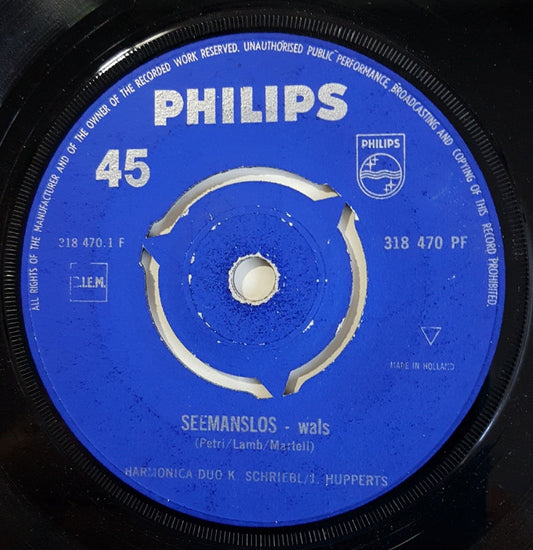 ALL RIGHTS OF THE MANUFACTURER AND OF THE OWNER OF THE RECORDED WORK RESERVED. UNAUTHORISED PUBLIC PERFORMANCE, BROADCASTING AND COPYING OF THIS RECORD PROHIBITED.
PHILIPS
45
PHILIPS
318 470.1 F
318 470 PF
MADE IN HOLLAND
SEEMANSLOS - wals
(Petri/Lamb/Martell)
HARMONICA DUO K. SCHRIEBL/J. HUPPERTS